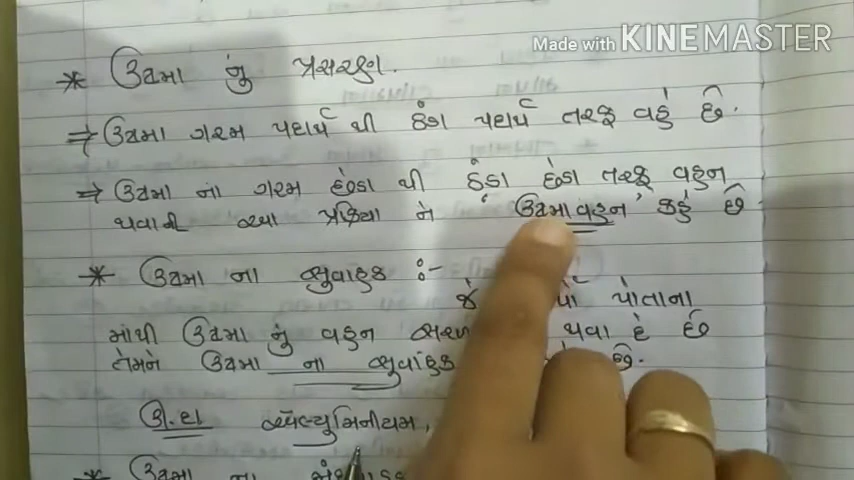 Made with KINEMASTER
* ઉષ્મા નું પ્રસરણ.
⇒ ઉષ્મા ગરમ પદાર્થ થી ઠંડા પદાર્થ તરફ વહે છે.
⇒ ઉષ્મા ના ગરમ છેડા થી ઠંડા છેડા તરફ વહન
થવાની આ પ્રક્રિયા ને 'ઉષ્માવહન' કહે છે.
* ઉષ્મા ના સુવાહક :-
જે પોતાના
માંથી ઉષ્મા નું વહન થવા દે છે
તેમને ઉષ્મા ના સુવાહક છે.
ઉ.દા એલ્યુમિનીયમ,
* ઉષ્મા ના